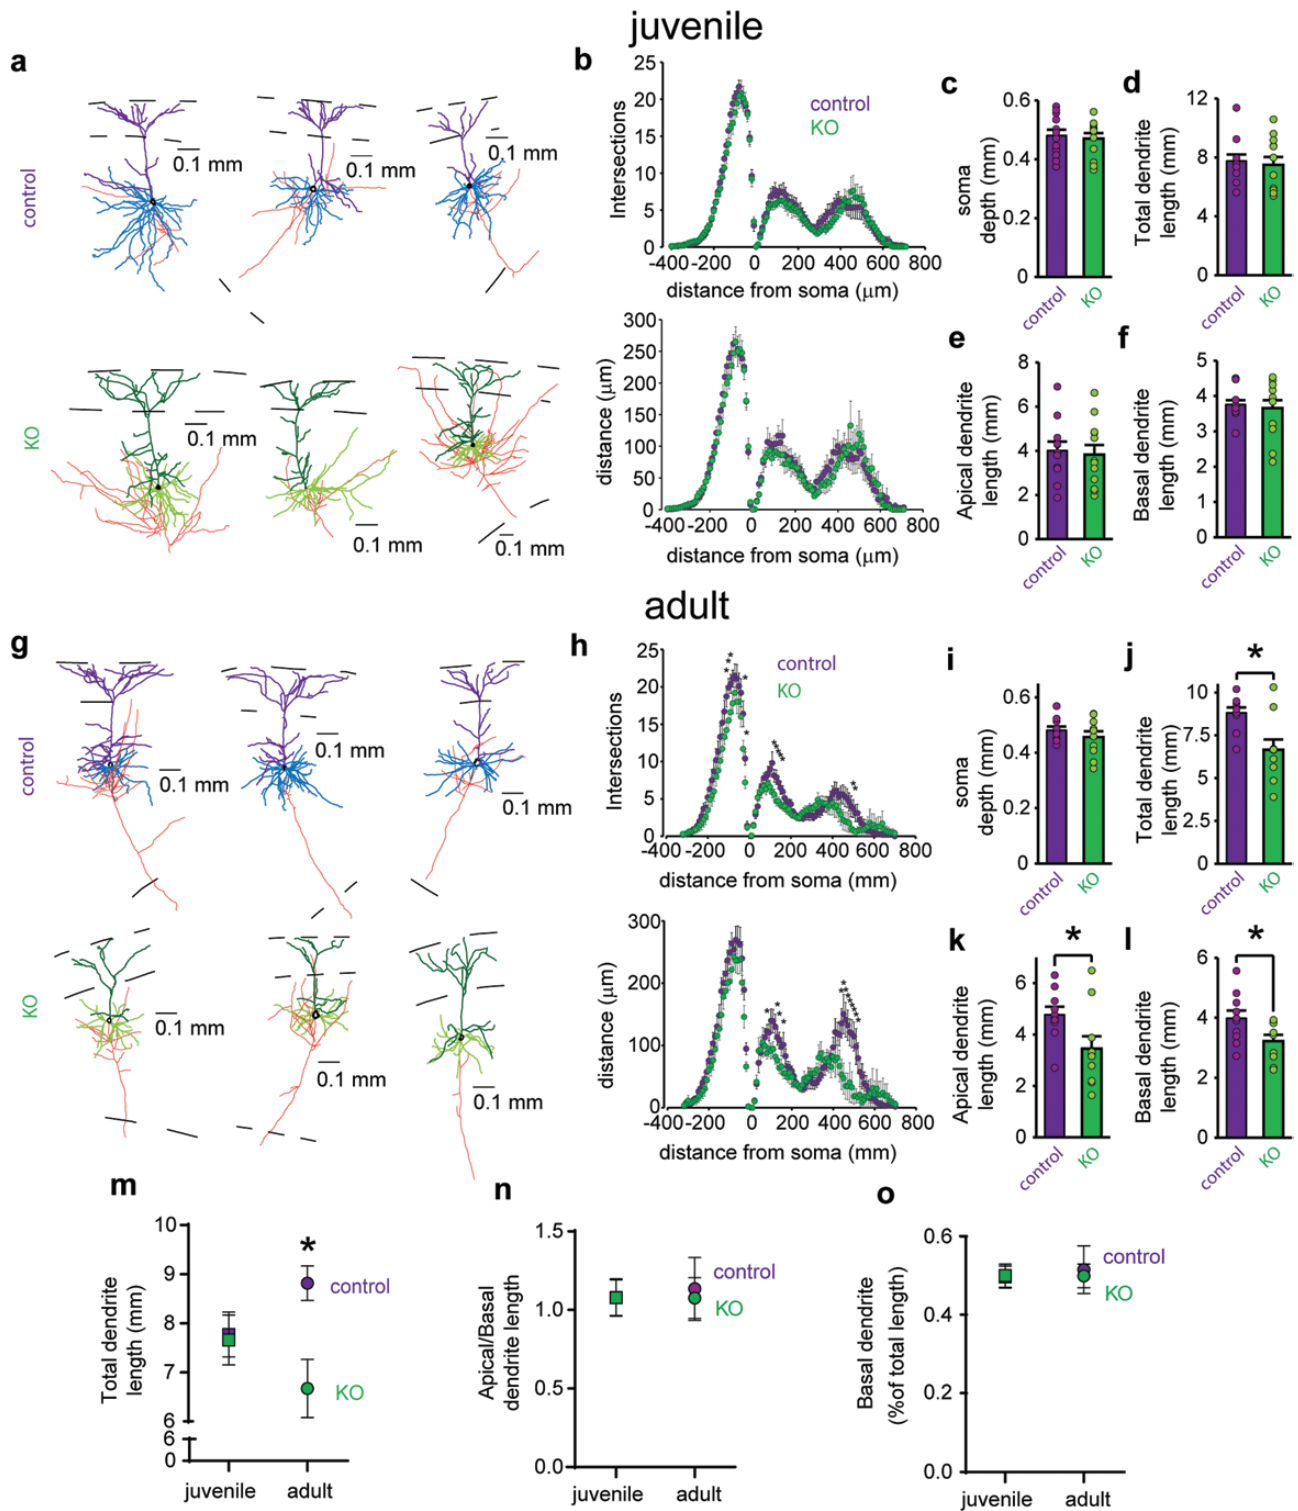 juvenile
a
control
0.1 mm
0.1 mm
0.1 mm
KO
0.1 mm
0.1 mm
0.1 mm
b
25
20
15
10
5
0
Intersections
control
KO
-400 -200 0 200 400 600 800
distance from soma (μm)
300
250
200
150
100
50
0
distance (μm)
-400 -200 0 200 400 600 800
distance from soma (μm)
c
0.6
0.4
0.2
0
soma
depth (mm)
control
KO
d
12
8
4
0
Total dendrite
length (mm)
control
KO
e
8
6
4
2
0
Apical dendrite
length (mm)
control
KO
f
5
4
3
2
1
0
Basal dendrite
length (mm)
control
KO
adult
g
control
0.1 mm
0.1 mm
0.1 mm
KO
0.1 mm
0.1 mm
0.1 mm
h
25
20
15
10
5
0
Intersections
control
KO
-400 -200 0 200 400 600 800
distance from soma (mm)
300
200
100
0
distance (μm)
-400 -200 0 200 400 600 800
distance from soma (mm)
i
0.6
0.4
0.2
0
soma
depth (mm)
control
KO
j
*
10
7.5
5
2.5
0
Total dendrite
length (mm)
control
KO
k
*
6
4
2
0
Apical dendrite
length (mm)
control
KO
l
*
6
4
2
0
Basal dendrite
length (mm)
control
KO
m
10
9
8
7
6
6
0
Total dendrite
length (mm)
*
control
KO
juvenile adult
n
1.5
1.0
0.5
0.0
Apical/Basal
dendrite length
control
KO
juvenile adult
o
0.6
0.4
0.2
0.0
Basal dendrite
(%of total length)
control
KO
juvenile adult